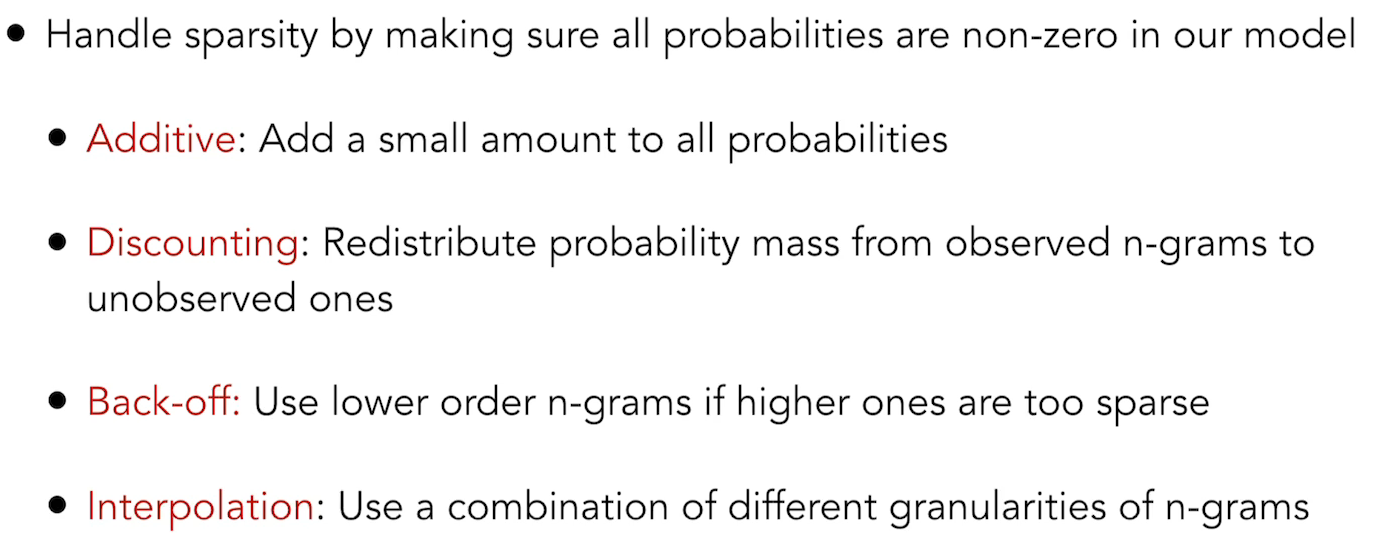 • Handle sparsity by making sure all probabilities are non-zero in our model
• Additive: Add a small amount to all probabilities
• Discounting: Redistribute probability mass from observed n-grams to
unobserved ones
• Back-off: Use lower order n-grams if higher ones are too sparse
• Interpolation: Use a combination of different granularities of n-grams